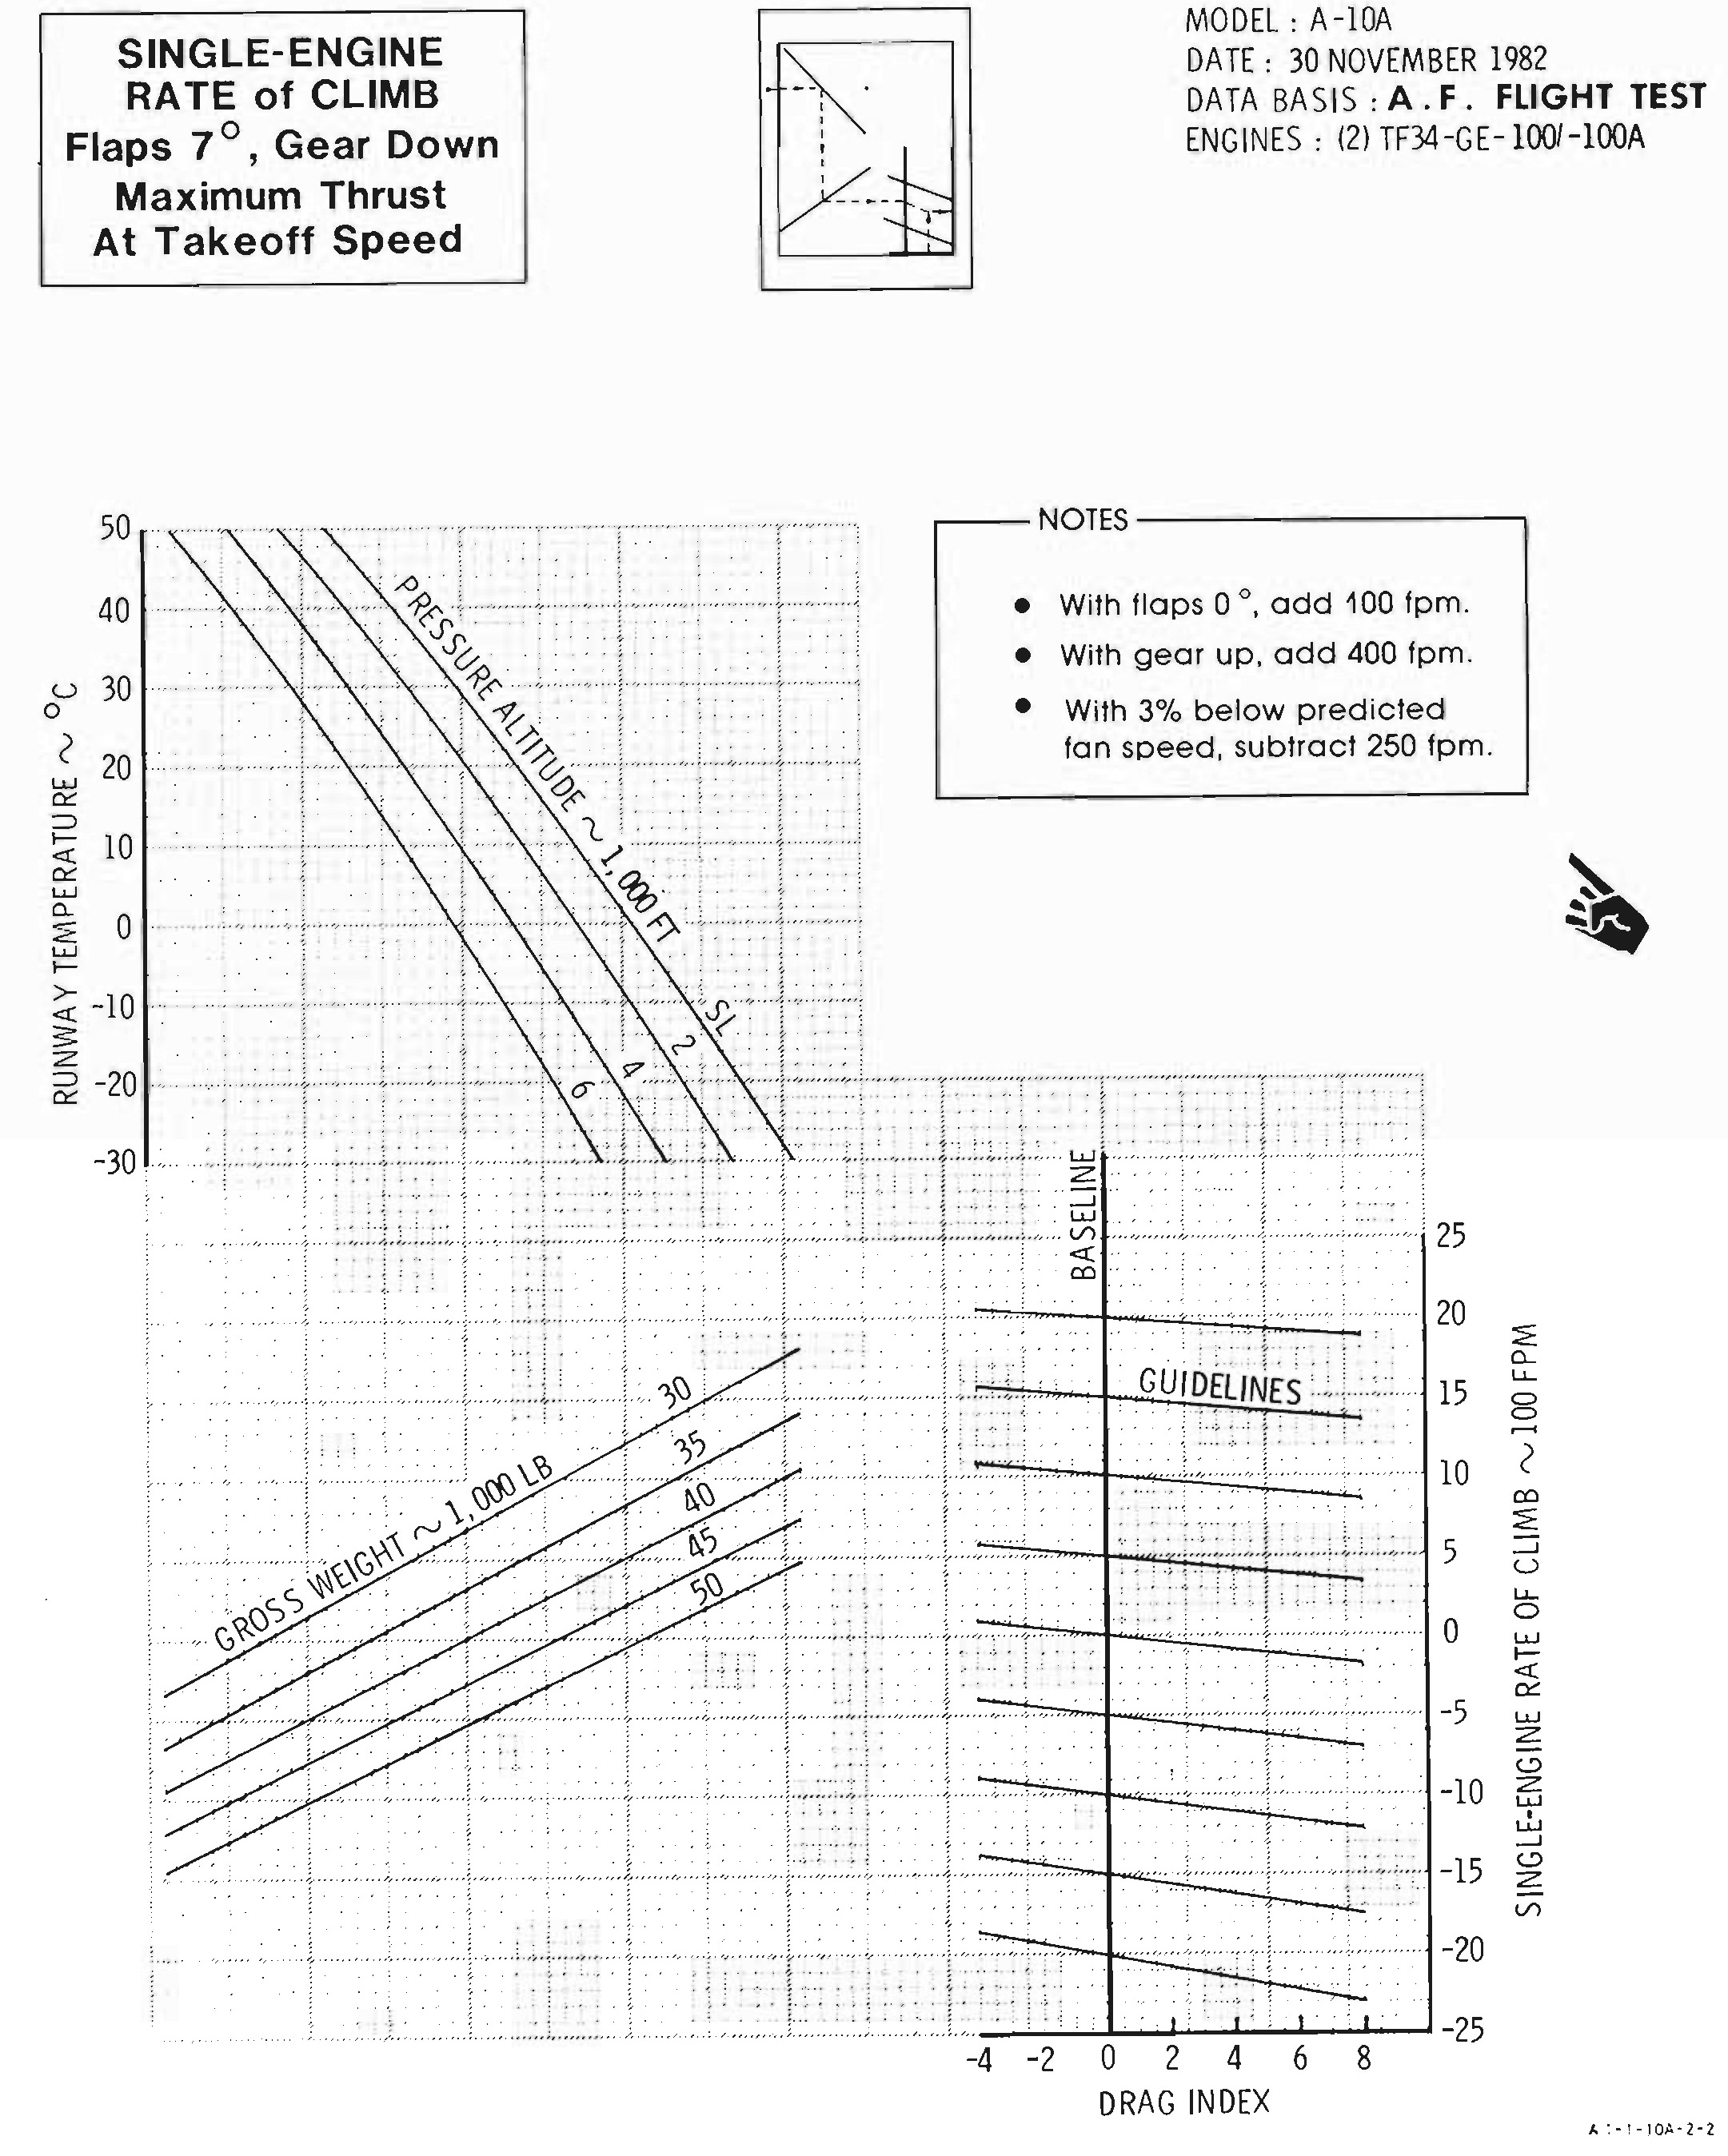 SINGLE-ENGINE
RATE of CLIMB
Flaps 7°, Gear Down
Maximum Thrust
At Takeoff Speed
MODEL : A-10A
DATE : 30 NOVEMBER 1982
DATA BASIS : A.F. FLIGHT TEST
ENGINES : (2) TF34-GE-100/-100A
NOTES
• With flaps 0°, add 100 fpm.
• With gear up, add 400 fpm.
• With 3% below predicted
fan speed, subtract 250 fpm.
RUNWAY TEMPERATURE ~ °C
50
40
30
20
10
0
-10
-20
-30
PRESSURE ALTITUDE ~ 1,000 FT
SL
2
4
6
GROSS WEIGHT ~ 1,000 LB
30
35
40
45
50
BASELINE
GUIDELINES
25
20
15
10
5
0
-5
-10
-15
-20
-25
SINGLE-ENGINE RATE OF CLIMB ~ 100 FPM
-4 -2 0 2 4 6 8
DRAG INDEX